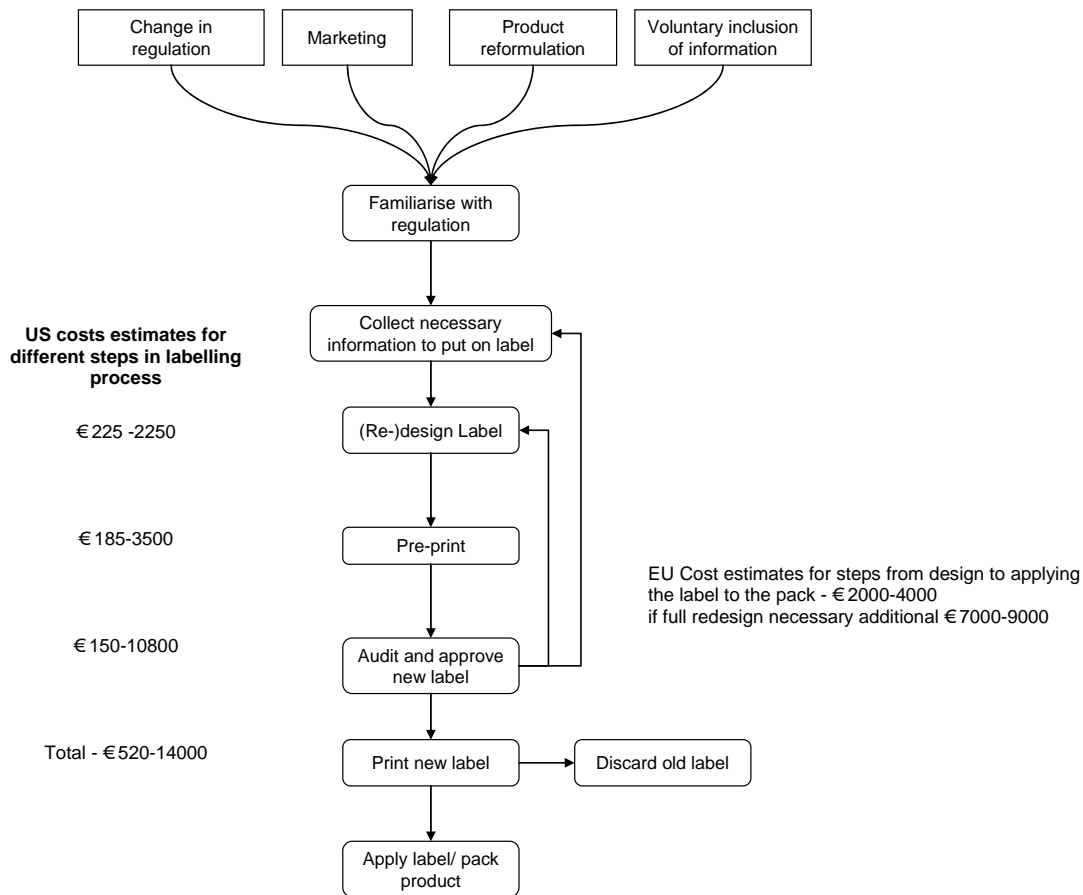 Change in
regulation
Marketing
Product
reformulation
Voluntary inclusion
of information
Familiarise with
regulation
Collect necessary
information to put on label
US costs estimates for
different steps in labelling
process
€ 225 -2250
(Re-)design Label
€ 185-3500
Pre-print
EU Cost estimates for steps from design to applying
the label to the pack - € 2000-4000
if full redesign necessary additional € 7000-9000
€ 150-10800
Audit and approve
new label
Total - € 520-14000
Print new label
Discard old label
Apply label/ pack
product